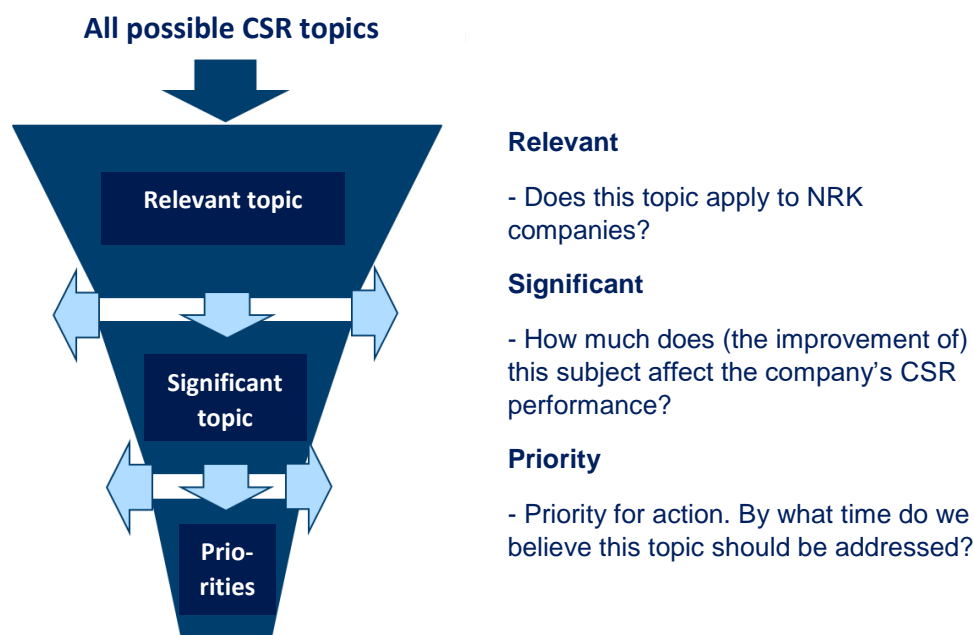 All possible CSR topics
Relevant topic
Significant
topic
Prio-
rities
Relevant
- Does this topic apply to NRK
companies?
Significant
- How much does (the improvement of)
this subject affect the company’s CSR
performance?
Priority
- Priority for action. By what time do we
believe this topic should be addressed?